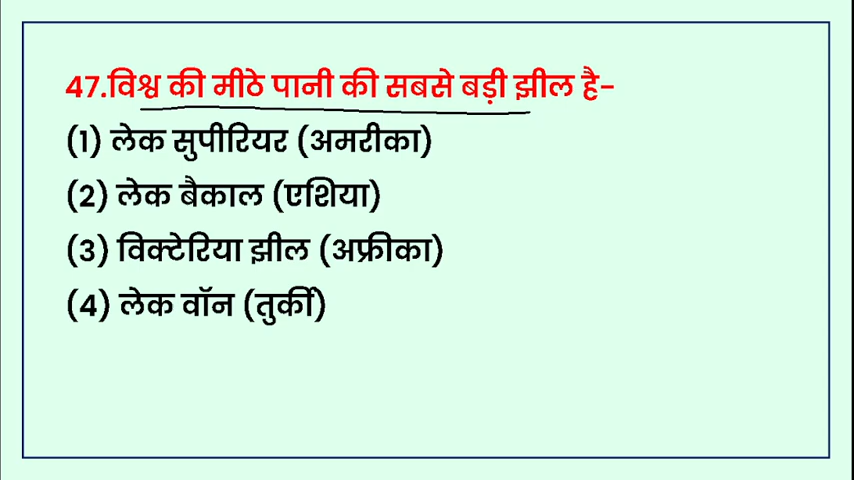 47.विश्व की मीठे पानी की सबसे बड़ी झील है-
(1) लेक सुपीरियर (अमरीका)
(2) लेक बैकाल (एशिया)
(3) विक्टेरिया झील (अफ्रीका)
(4) लेक वॉन (तुर्की)